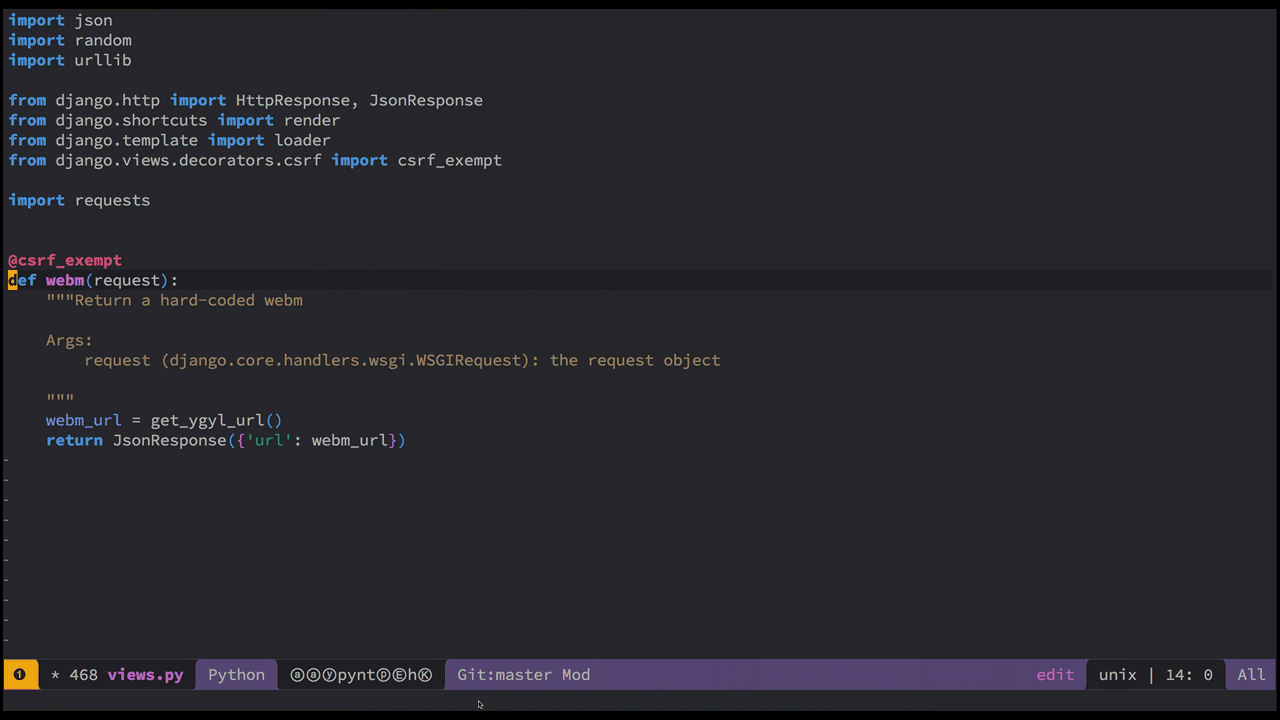 import json
import random
import urllib
from django.http import HttpResponse, JsonResponse
from django.shortcuts import render
from django.template import loader
from django.views.decorators.csrf import csrf_exempt
import requests
@csrf_exempt
def webm(request):
    """Return a hard-coded webm
    Args:
        request (django.core.handlers.wsgi.WSGIRequest): the request object
    """
    webm_url = get_ygyl_url()
    return JsonResponse({'url': webm_url})
~
~
~
~
~
~
~
~
~
~
❶ * 468 views.py Python ⓐⓐⓨpyntⓟⒺhⓀ Git:master Mod edit unix | 14: 0 All